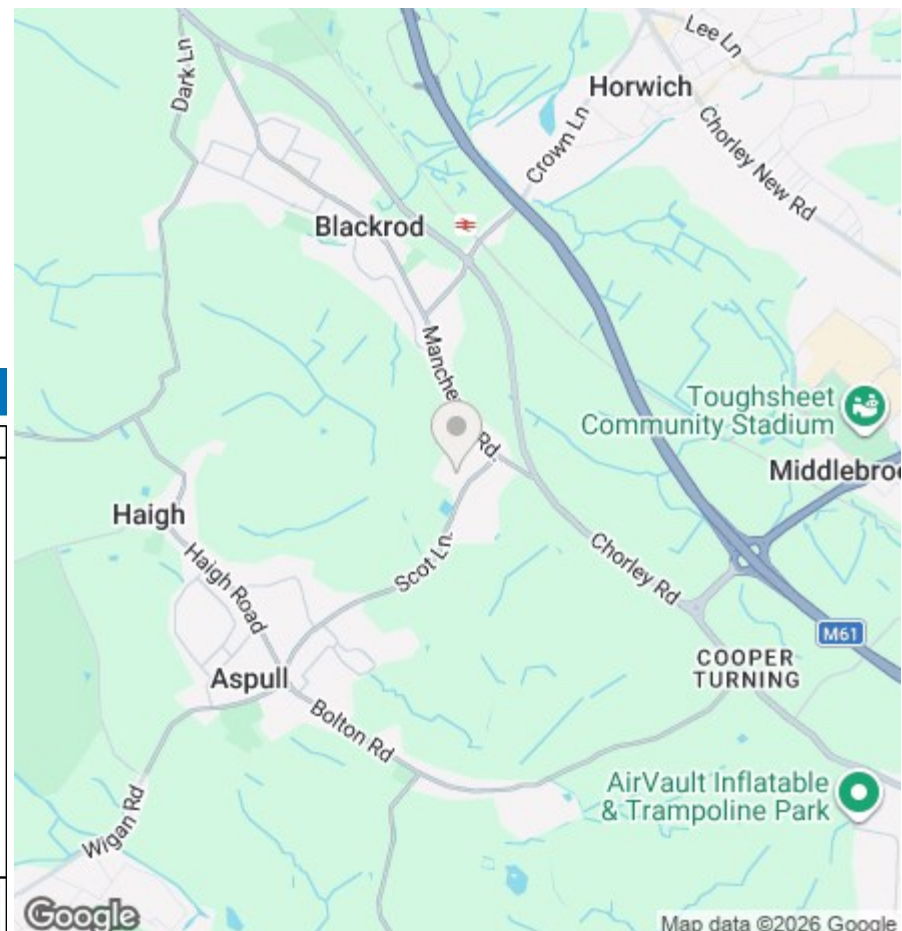 Dark Ln
Lee Ln
Horwich
Crown Ln
Chorley New Rd
Blackrod
Manche
Rd.
Toughsheet
Community Stadium
Middlebroo
Haigh
Haigh Road
Scot Ln.
Chorley Rd
M61
COOPER
TURNING
Aspull
Bolton Rd
AirVault Inflatable
& Trampoline Park
Wigan Rd
Google
Map data ©2026 Google